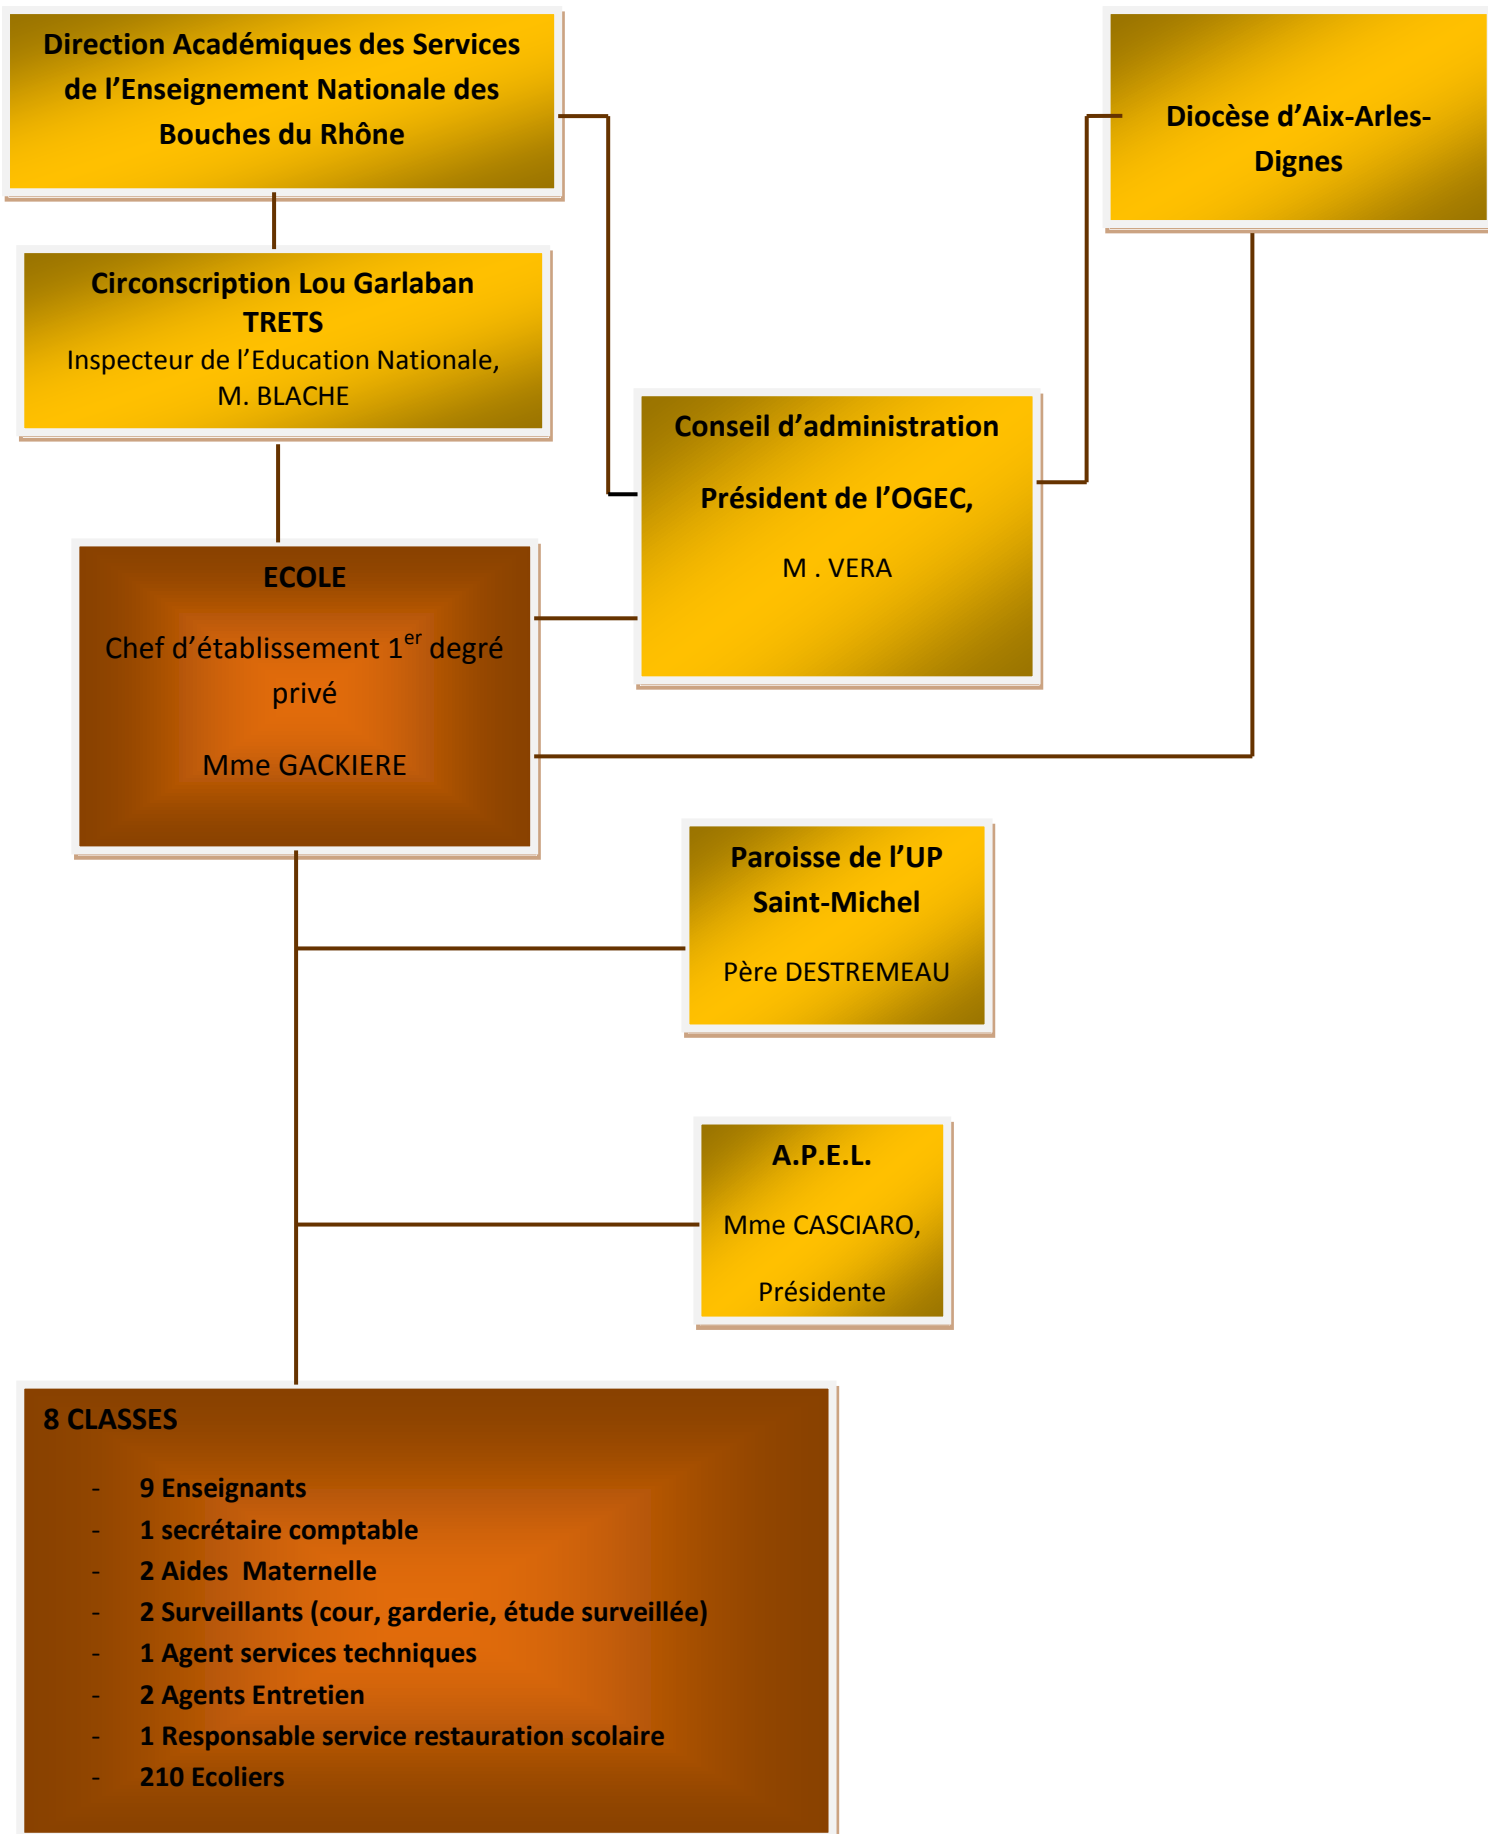 Direction Académiques des Services
de l’Enseignement Nationale des
Bouches du Rhône
Diocèse d’Aix-Arles-
Dignes
Circonscription Lou Garlaban
TRETS
Inspecteur de l’Education Nationale,
M. BLACHE
Conseil d’administration
Président de l’OGEC,
M . VERA
ECOLE
Chef d’établissement 1er degré
privé
Mme GACKIERE
Paroisse de l’UP
Saint-Michel
Père DESTREMEAU
A.P.E.L.
Mme CASCIARO,
Présidente
8 CLASSES
- 9 Enseignants
- 1 secrétaire comptable
- 2 Aides  Maternelle
- 2 Surveillants (cour, garderie, étude surveillée)
- 1 Agent services techniques
- 2 Agents Entretien
- 1 Responsable service restauration scolaire
- 210 Ecoliers